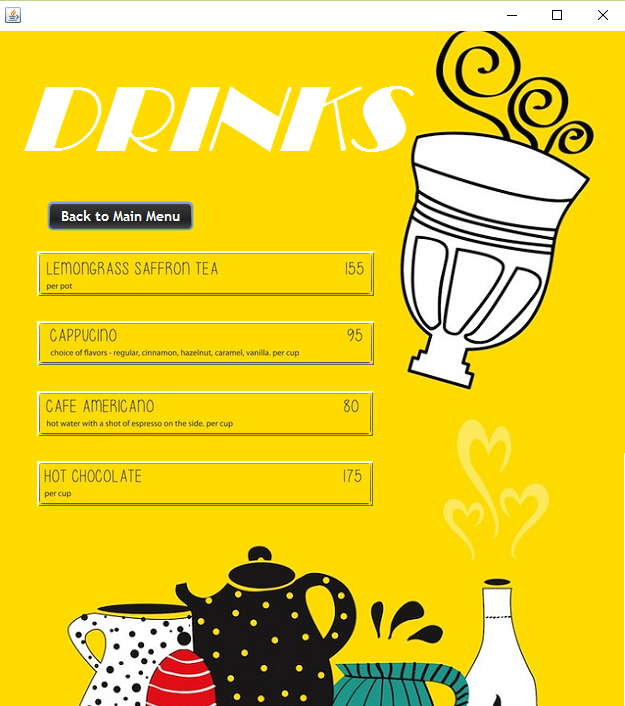 DRINKS
Back to Main Menu
LEMONGRASS SAFFRON TEA 155
per pot
CAPPUCINO 95
choice of flavors - regular, cinnamon, hazelnut, caramel, vanilla. per cup
CAFE AMERICANO 80
hot water with a shot of espresso on the side. per cup
HOT CHOCOLATE 175
per cup